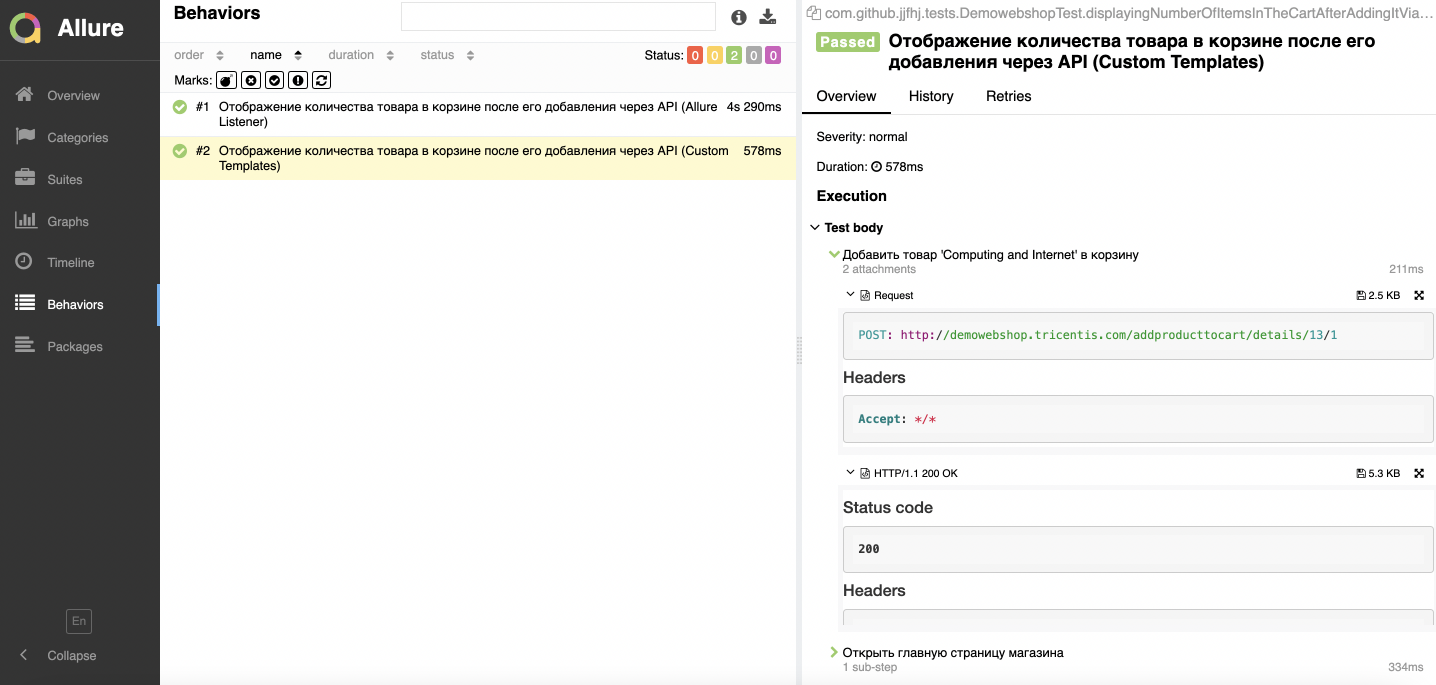 Allure
Overview
Categories
Suites
Graphs
Timeline
Behaviors
Packages
En
Collapse
Behaviors
order name duration status
Status: 0 0 2 0 0
Marks:
#1 Отображение количества товара в корзине после его добавления через API (Allure 4s 290ms
Listener)
#2 Отображение количества товара в корзине после его добавления через API (Custom 578ms
Templates)
com.github.jjfhj.tests.DemowebshopTest.displayingNumberOfItemsInTheCartAfterAddingItVia...
Passed Отображение количества товара в корзине после его
добавления через API (Custom Templates)
Overview History Retries
Severity: normal
Duration: 578ms
Execution
Test body
Добавить товар 'Computing and Internet' в корзину
2 attachments 211ms
Request 2.5 KB
POST: http://demowebshop.tricentis.com/addproducttocart/details/13/1
Headers
Accept: */*
HTTP/1.1 200 OK 5.3 KB
Status code
200
Headers
Открыть главную страницу магазина
1 sub-step 334ms